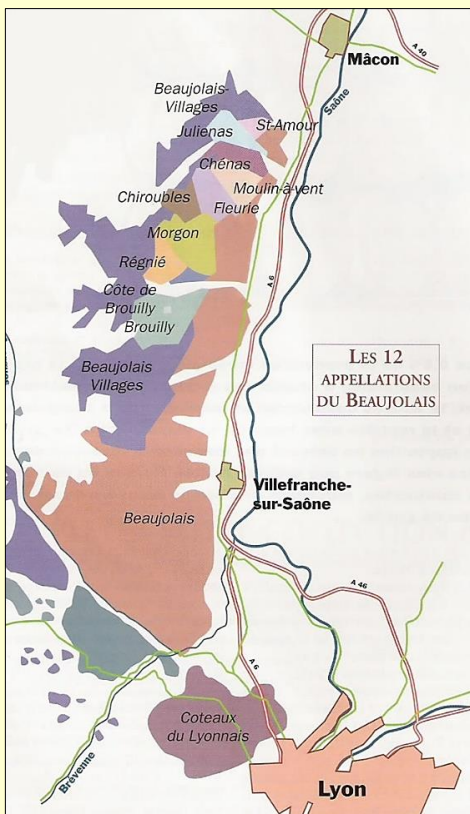 A 40
Mâcon
Saône
Beaujolais-
Villages
St-Amour
Julienas
Chénas
Moulin-à-vent
Chiroubles
Fleurie
Morgon
Régnié
A 6
Côte de
Brouilly
Brouilly
LES 12
APPELLATIONS
DU BEAUJOLAIS
Beaujolais
Villages
Villefranche-
sur-Saône
Beaujolais
A 46
A 6
Coteaux
du Lyonnais
Brévenne
Lyon